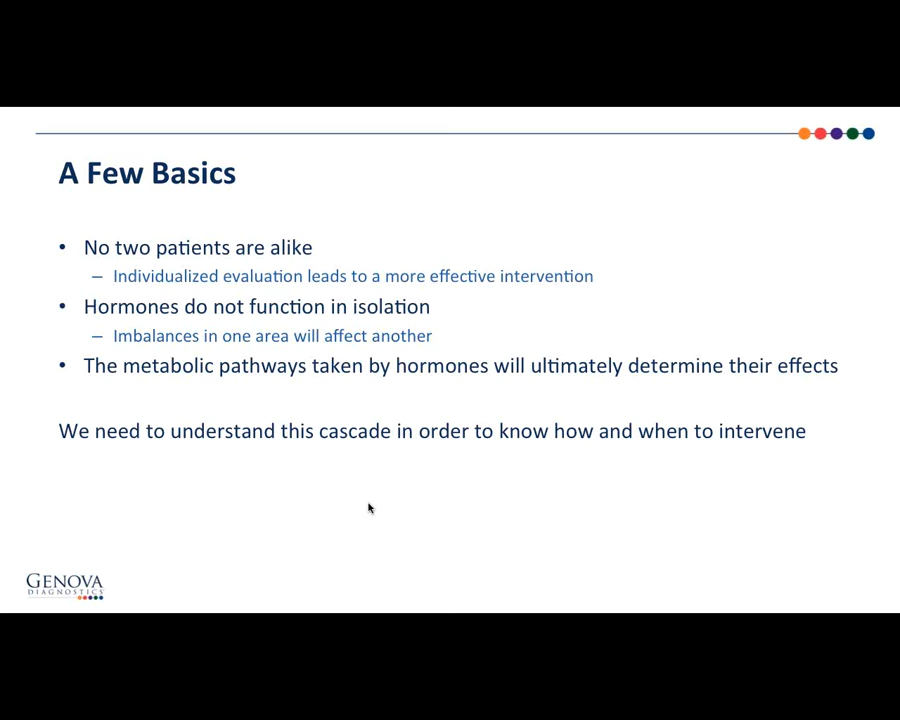 A Few Basics
• No two patients are alike
– Individualized evaluation leads to a more effective intervention
• Hormones do not function in isolation
– Imbalances in one area will affect another
• The metabolic pathways taken by hormones will ultimately determine their effects
We need to understand this cascade in order to know how and when to intervene
GENOVA
DIAGNOSTICS